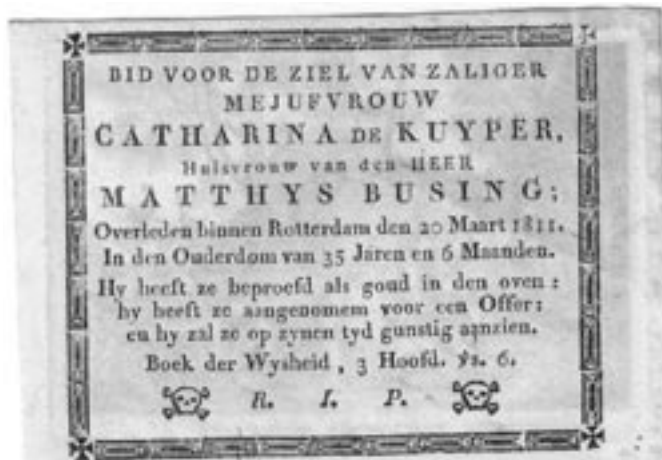 BID VOOR DE ZIEL VAN ZALIGER
MEJUFVROUW
CATHARINA DE KUYPER,
Huisvrouw van den HEER
MATTHYS BUSING;
Overleden binnen Rotterdam den 20 Maart 1811.
In den Ouderdom van 35 Jaren en 6 Maanden.
Hy heeft ze beproefd als goud in den oven:
hy heeft ze aangenomem voor een Offer:
en hy zal ze op zynen tyd gunstig aanzien.
Boek der Wysheid, 3 Hoofd. ℣s. 6.
R. I. P.